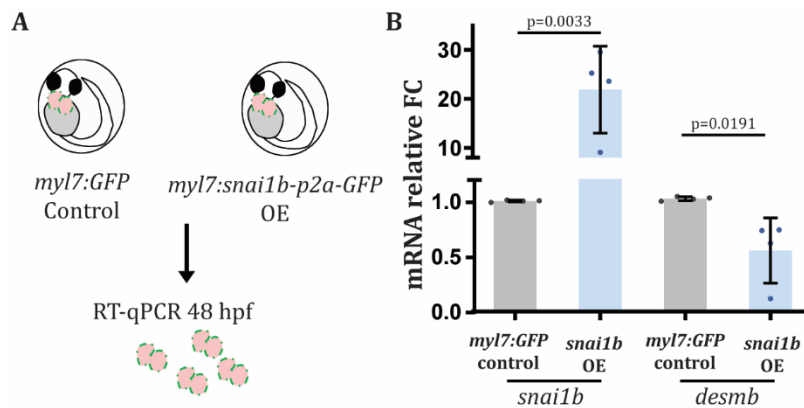 A
myl7:GFP
Control
myl7:snai1b-p2a-GFP
OE
RT-qPCR 48 hpf
B
mRNA relative FC
p=0.0033
p=0.0191
30
20
10
1.0
0.5
0.0
myl7:GFP
control
snai1b
OE
myl7:GFP
control
snai1b
OE
snai1b
desmb